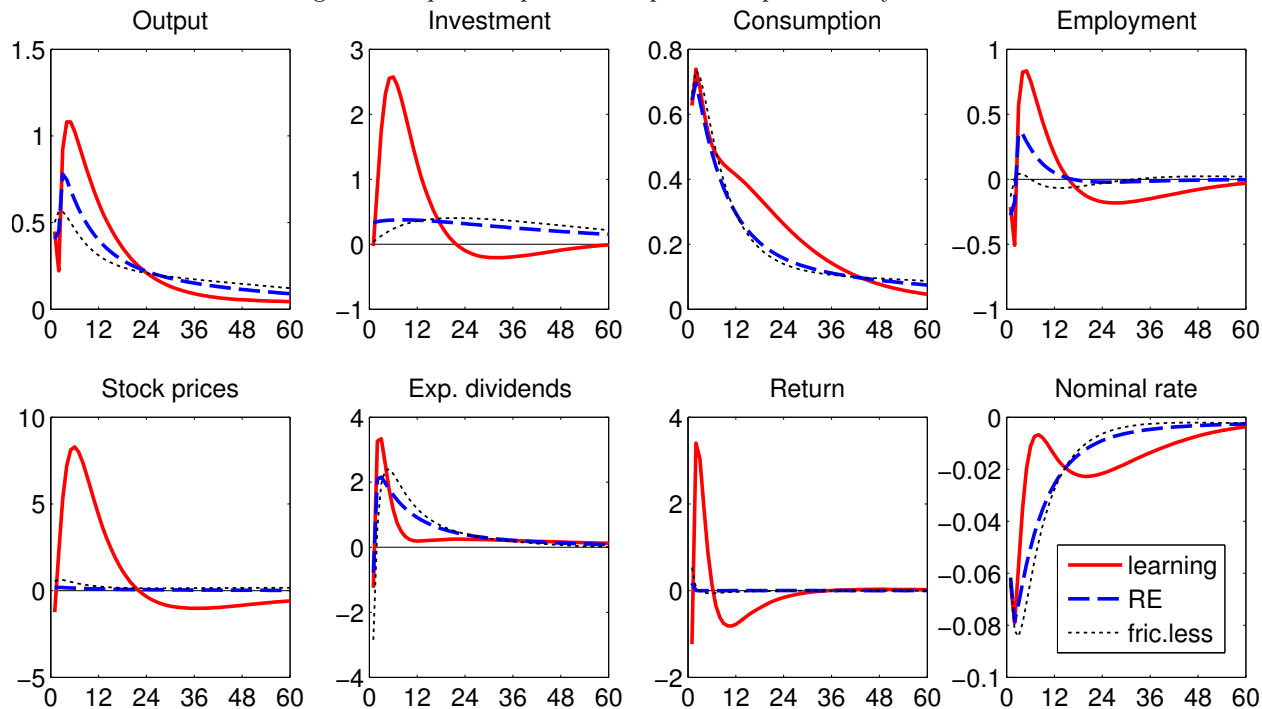 Output Investment Consumption Employment
1.5 3 0.8 1
1 2 0.6 0.5
0.5 1 0.4 0
0 0.2 −0.5
0 −1 0 −1
0 12 24 36 48 60 0 12 24 36 48 60 0 12 24 36 48 60 0 12 24 36 48 60
Stock prices Exp. dividends Return Nominal rate
10 4 4 0
5 2 2 −0.02
0 0 0 −0.04
−2 −0.06
−0.08
−5 −4 −2 −0.1
learning
RE
fric.less
0 12 24 36 48 60 0 12 24 36 48 60 0 12 24 36 48 60 0 12 24 36 48 60